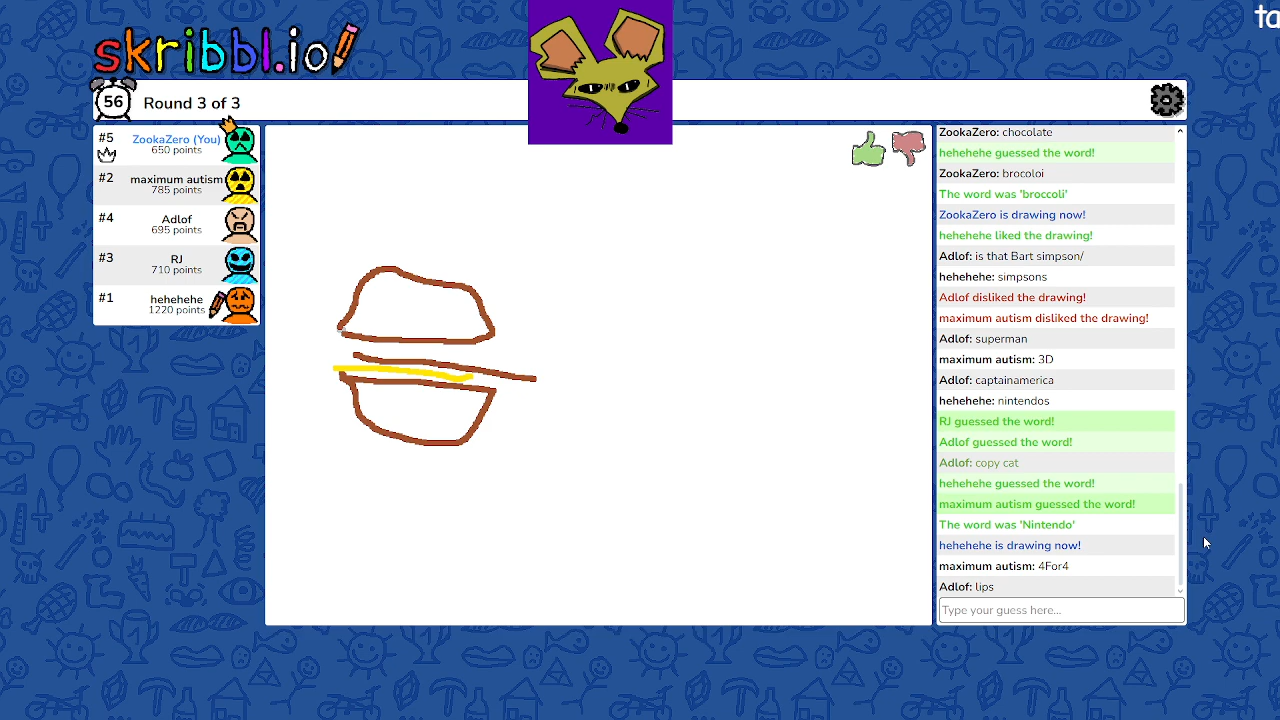 to
skribbl.io
56
Round 3 of 3
#5
ZookaZero (You)
650 points
#2
maximum autism
785 points
#4
Adlof
695 points
#3
RJ
710 points
#1
hehehehe
1220 points
ZookaZero: chocolate
hehehehe guessed the word!
ZookaZero: brocoloi
The word was 'broccoli'
ZookaZero is drawing now!
hehehehe liked the drawing!
Adlof: is that Bart simpson/
hehehehe: simpsons
Adlof disliked the drawing!
maximum autism disliked the drawing!
Adlof: superman
maximum autism: 3D
Adlof: captainamerica
hehehehe: nintendos
RJ guessed the word!
Adlof guessed the word!
Adlof: copy cat
hehehehe guessed the word!
maximum autism guessed the word!
The word was 'Nintendo'
hehehehe is drawing now!
maximum autism: 4For4
Adlof: lips
Type your guess here...